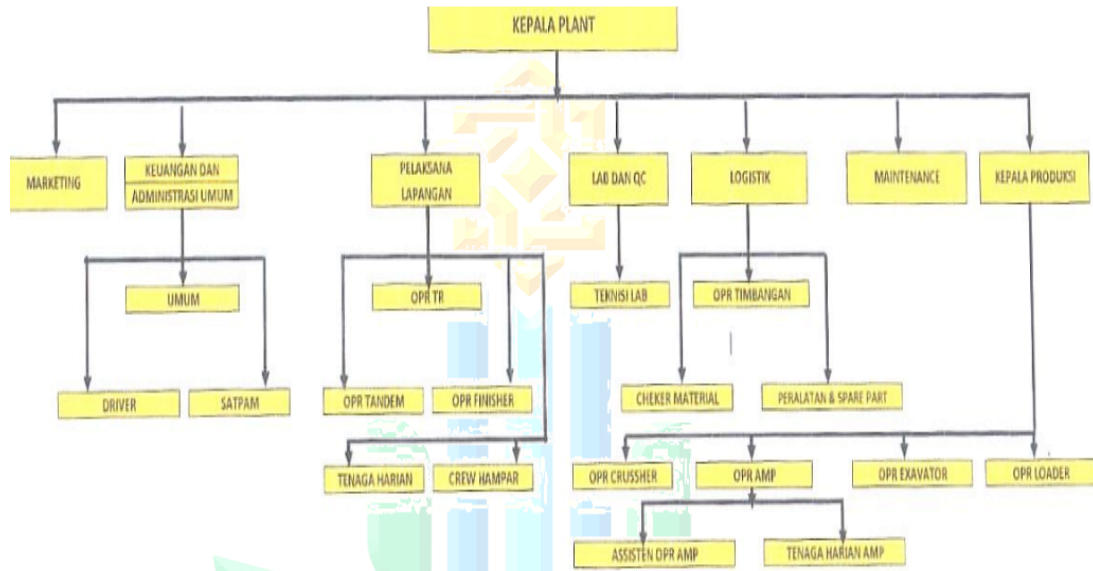 KEPALA PLANT
MARKETING
KEUANGAN DAN
ADMINISTRASI UMUM
PELAKSANA
LAPANGAN
LAB DAN QC
LOGISTIK
MAINTENANCE
KEPALA PRODUKSI
UMUM
OPR TR
TEKNISI LAB
OPR TIMBANGAN
DRIVER
SATPAM
OPR TANDEM
OPR FINISHER
CHEKER MATERIAL
PERALATAN & SPARE PART
TENAGA HARIAN
CREW HAMPAR
OPR CRUSSHER
OPR AMP
OPR EXAVATOR
OPR LOADER
ASSISTEN OPR AMP
TENAGA HARIAN AMP